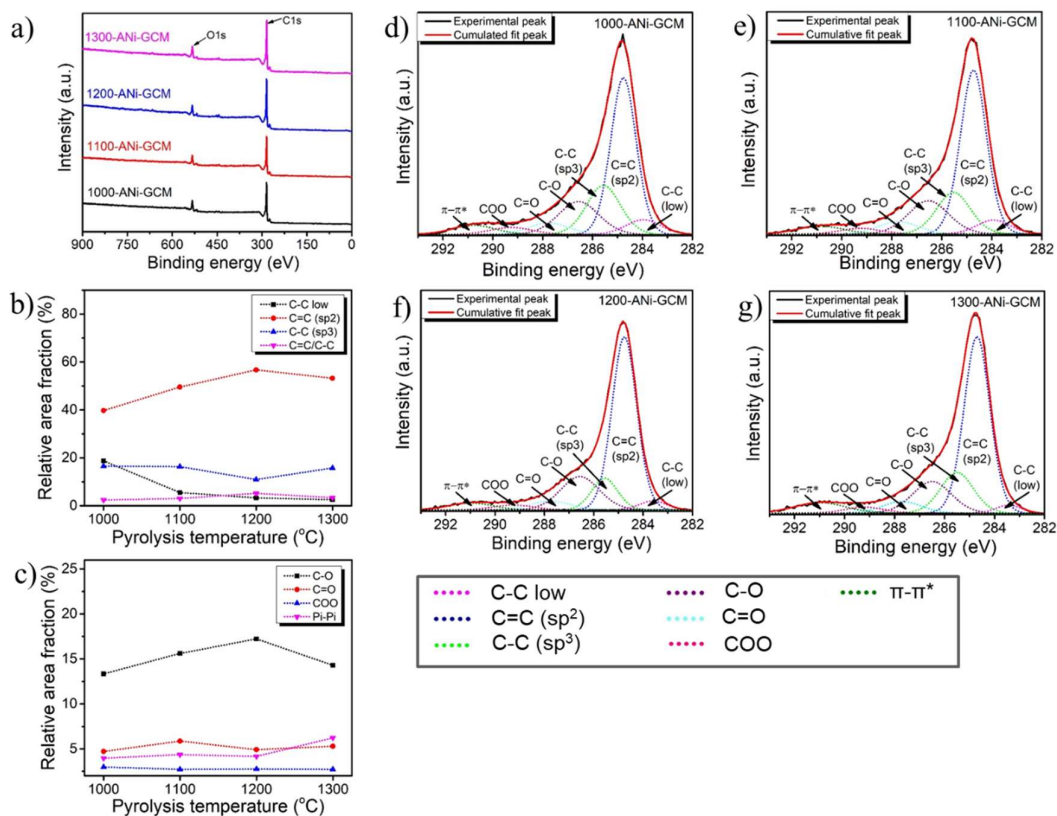 a)
1300-ANi-GCM
O1s
C1s
1200-ANi-GCM
1100-ANi-GCM
1000-ANi-GCM
Intensity (a.u.)
900 750 600 450 300 150 0
Binding energy (eV)
d)
Experimental peak
Cumulated fit peak
1000-ANi-GCM
Intensity (a.u.)
C-C
(sp3)
C=C
(sp2)
C-O
C=O
COO
π–π*
C-C
(low)
292 290 288 286 284 282
Binding energy (eV)
e)
Experimental peak
Cumulative fit peak
1100-ANi-GCM
Intensity (a.u.)
C-C
(sp3)
C=C
(sp2)
C-O
C=O
COO
π–π*
C-C
(low)
292 290 288 286 284 282
Binding energy (eV)
b)
C-C low
C=C (sp2)
C-C (sp3)
C=C/C-C
Relative area fraction (%)
80
60
40
20
0
1000 1100 1200 1300
Pyrolysis temperature (°C)
f)
Experimental peak
Cumulative fit peak
1200-ANi-GCM
Intensity (a.u.)
C-C
(sp3)
C=C
(sp2)
C-O
C=O
COO
π–π*
C-C
(low)
292 290 288 286 284 282
Binding energy (eV)
g)
Experimental peak
Cumulative fit peak
1300-ANi-GCM
Intensity (a.u.)
C-C
(sp3)
C=C
(sp2)
C-O
C=O
COO
π–π*
C-C
(low)
292 290 288 286 284 282
Binding energy (eV)
c)
C-O
C=O
COO
Pi-Pi
Relative area fraction (%)
25
20
15
10
5
1000 1100 1200 1300
Pyrolysis temperature (°C)
C-C low
C=C (sp²)
C-C (sp³)
C-O
C=O
COO
π-π*